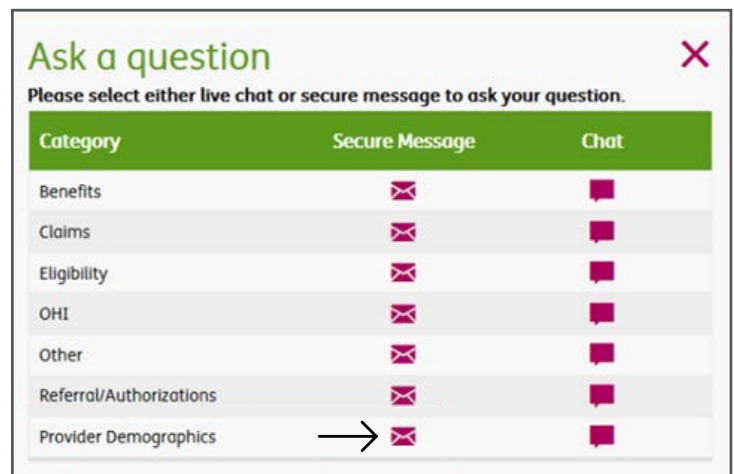 Ask a question
Please select either live chat or secure message to ask your question.
Category Secure Message Chat
Benefits
Claims
Eligibility
OHI
Other
Referral/Authorizations
Provider Demographics